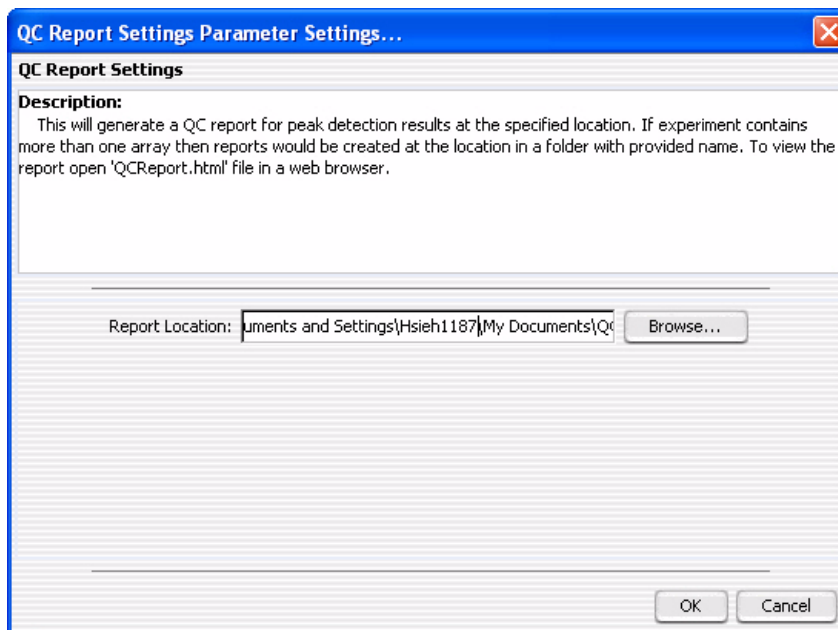 QC Report Settings Parameter Settings...
QC Report Settings
Description:
This will generate a QC report for peak detection results at the specified location. If experiment contains
more than one array then reports would be created at the location in a folder with provided name. To view the
report open 'QCReport.html' file in a web browser.
Report Location: uments and Settings\Hsieh1187\My Documents\QC Browse...
OK Cancel